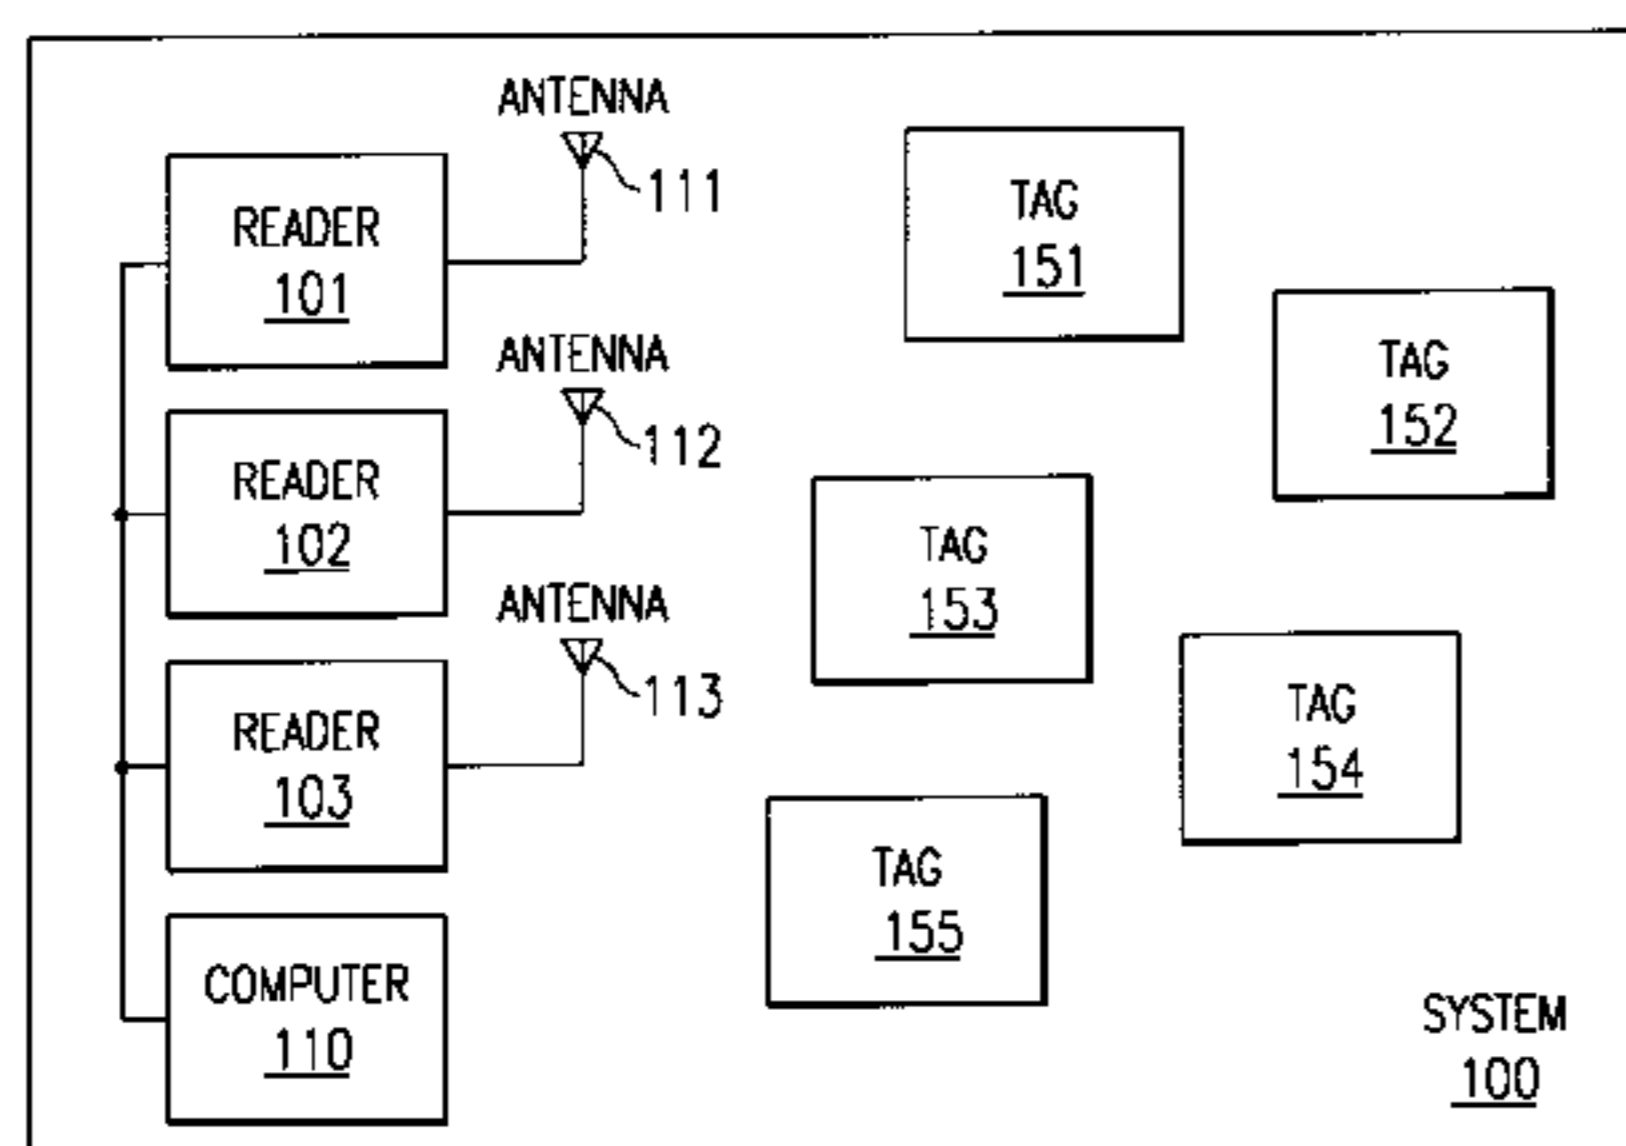 ANTENNA
111
READER
101
ANTENNA
112
READER
102
ANTENNA
113
READER
103
COMPUTER
110
TAG
151
TAG
152
TAG
153
TAG
154
TAG
155
SYSTEM
100